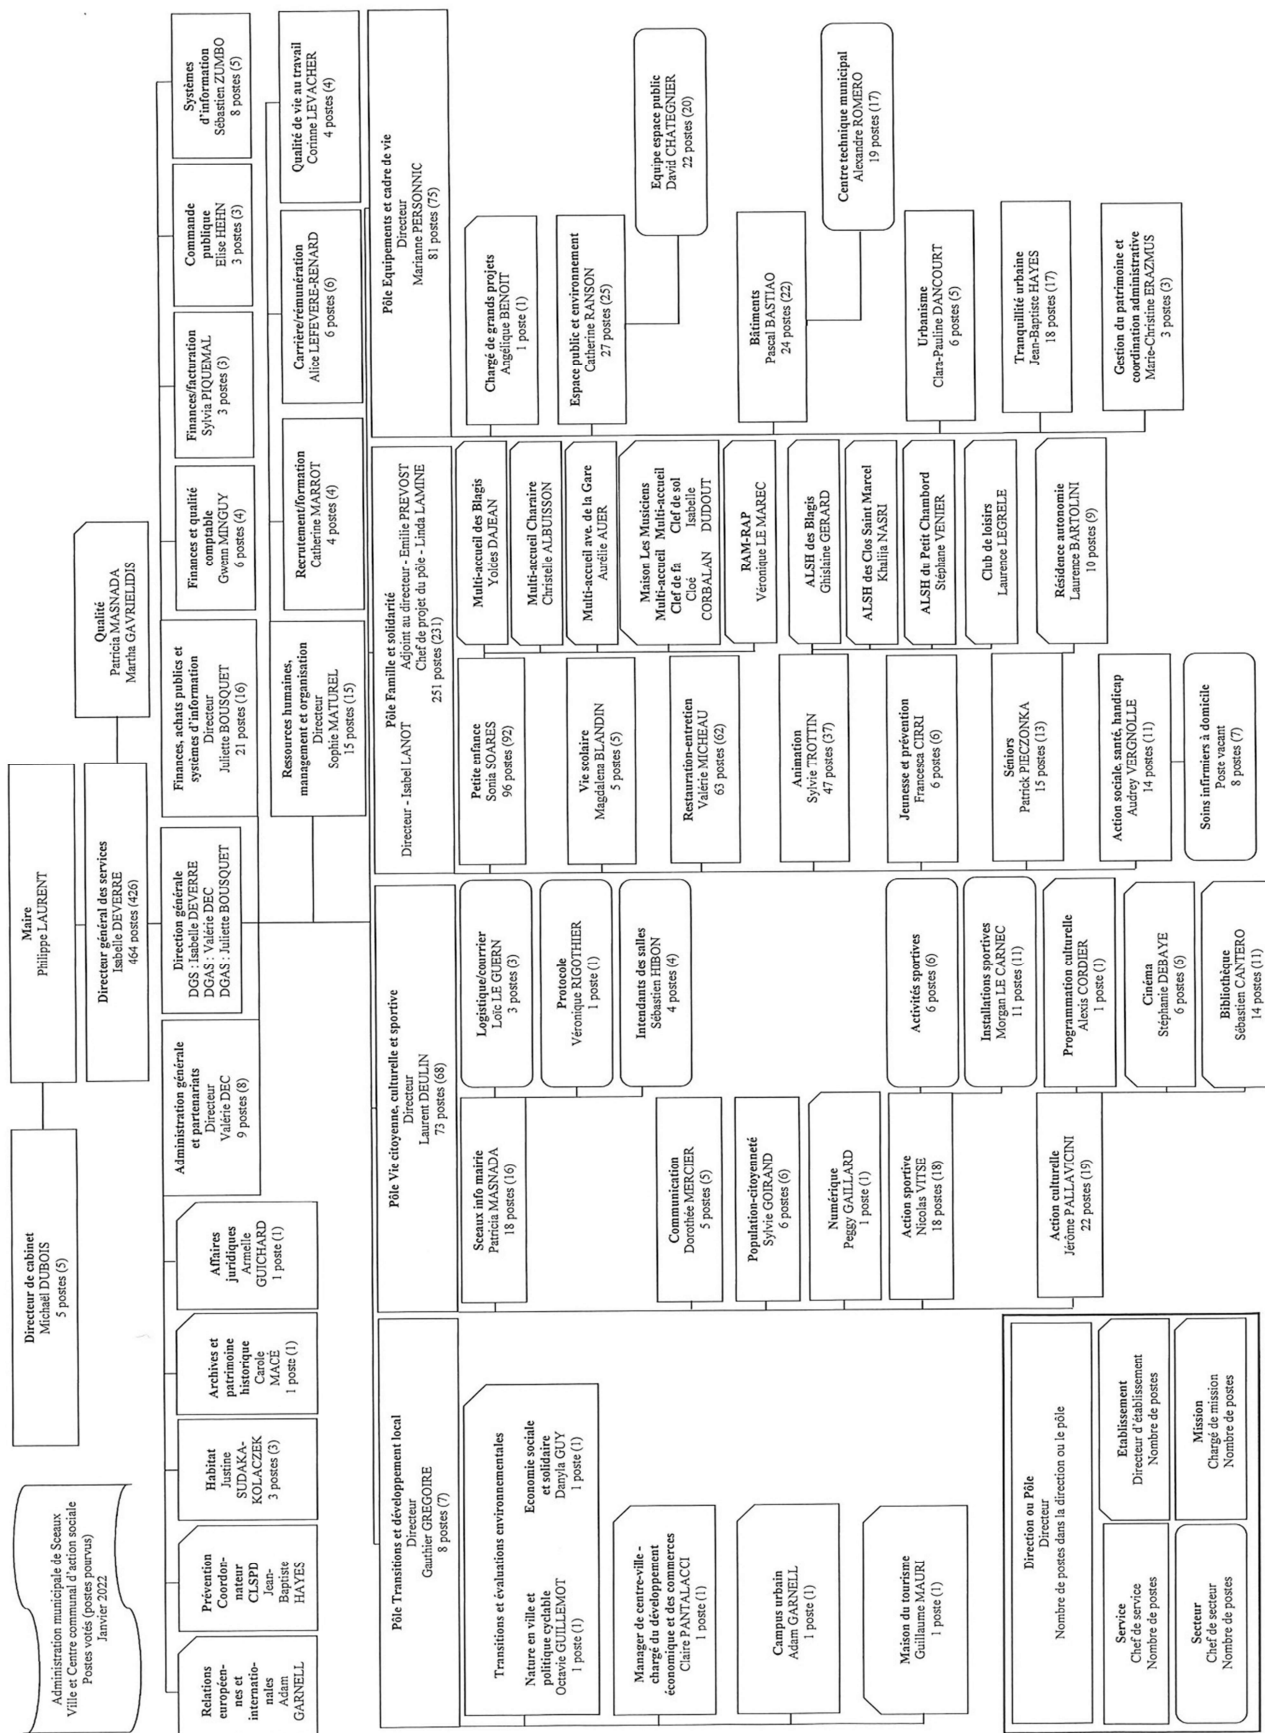 Administration municipale de Sceaux
Ville et Centre communal d'action sociale
Postes votés (postes pourvus)
Janvier 2022
Maire
Philippe LAURENT
Directeur de cabinet
Michaël DUBOIS
5 postes (5)
Directeur général des services
Isabelle DEVERRE
464 postes (426)
Qualité
Patricia MASNADA
Martha GAVRIELIDIS
Relations
européen-
nes et
internatio-
nales
Adam
GARNELL
Prévention
Coordon-
nateur
CLSPD
Jean-
Baptiste
HAYES
Habitat
Justine
SUDAKA-
KOLACZEK
3 postes (3)
Archives et
patrimoine
historique
Carole
MACÉ
1 poste (1)
Affaires
juridiques
Armelle
GUICHARD
1 poste (1)
Administration générale
et partenariats
Directeur
Valérie DEC
9 postes (8)
Direction générale
DGS : Isabelle DEVERRE
DGAS : Valérie DEC
DGAS : Juliette BOUSQUET
Finances, achats publics et
systèmes d'information
Directeur
Juliette BOUSQUET
21 postes (16)
Finances et qualité
comptable
Gwenn MINGUY
6 postes (4)
Finances/facturation
Sylvia PIQUEMAL
3 postes (3)
Commande
publique
Elise HEHN
3 postes (3)
Systèmes
d'information
Sébastien ZUMBO
8 postes (5)
Ressources humaines,
management et organisation
Directeur
Sophie MATUREL
15 postes (15)
Recrutement/formation
Catherine MARROT
4 postes (4)
Carrière/rémunération
Alice LEFEVERE-RENARD
6 postes (6)
Qualité de vie au travail
Corinne LEVACHER
4 postes (4)
Pôle Transitions et développement local
Directeur
Gauthier GREGOIRE
8 postes (7)
Transitions et évaluations environnementales
Nature en ville et
politique cyclable
Octavie GUILLEMOT
1 poste (1)
Economie sociale
et solidaire
Danyla GUY
1 poste (1)
Manager de centre-ville -
chargé du développement
économique et des commerces
Claire PANTALACCI
1 poste (1)
Campus urbain
Adam GARNELL
1 poste (1)
Maison du tourisme
Guillaume MAURI
1 poste (1)
Pôle Vie citoyenne, culturelle et sportive
Directeur
Laurent DEULIN
73 postes (68)
Sceaux info mairie
Patricia MASNADA
18 postes (16)
Logistique/courrier
Loïc LE GUERN
3 postes (3)
Protocole
Véronique RIGOTHIER
1 poste (1)
Intendants des salles
Sébastien HIBON
4 postes (4)
Communication
Dorothée MERCIER
5 postes (5)
Population-citoyenneté
Sylvie GOIRAND
6 postes (6)
Numérique
Peggy GAILLARD
1 poste (1)
Action sportive
Nicolas VITSE
18 postes (18)
Activités sportives
6 postes (6)
Installations sportives
Morgan LE CARNEC
11 postes (11)
Action culturelle
Jérôme PALLAVICINI
22 postes (19)
Programmation culturelle
Alexis CORDIER
1 poste (1)
Cinéma
Stéphanie DEBAYE
6 postes (5)
Bibliothèque
Sébastien CANTERO
14 postes (11)
Pôle Famille et solidarité
Directeur - Isabel LANOT
Adjoint au directeur - Emilie PREVOST
Chef de projet du pôle - Linda LAMINE
251 postes (231)
Petite enfance
Sonia SOARES
96 postes (92)
Multi-accueil des Blagis
Yolces DAJEAN
Multi-accueil Charaire
Christelle ALBUISSON
Multi-accueil ave. de la Gare
Aurélie AUER
Maison Les Musiciens
Multi-accueil
Clef de fa
Cloé
CORBALAN
Multi-accueil
Clef de sol
Isabelle
DUDOUT
RAM-RAP
Véronique LE MAREC
Vie scolaire
Magdalena BLANDIN
5 postes (5)
Restauration-entretien
Valérie MICHEAU
63 postes (62)
Animation
Sylvie TROTTIN
47 postes (37)
ALSH des Blagis
Ghislaine GERARD
ALSH des Clos Saint Marcel
Khalija NASRI
ALSH du Petit Chambord
Stéphane VENIER
Club de loisirs
Laurence LEGRELE
Jeunesse et prévention
Francesca CIRRI
6 postes (6)
Séniors
Patrick PIECZONKA
15 postes (13)
Résidence autonomie
Laurence BARTOLINI
10 postes (9)
Action sociale, santé, handicap
Audrey VERGNOLLE
14 postes (11)
Soins infirmiers à domicile
Poste vacant
8 postes (7)
Pôle Equipements et cadre de vie
Directeur
Marianne PERSONNIC
81 postes (75)
Chargé de grands projets
Angélique BENOIT
1 poste (1)
Espace public et environnement
Catherine RANSON
27 postes (25)
Equipe espace public
David CHATEGNIER
22 postes (20)
Bâtiments
Pascal BASTIAO
24 postes (22)
Centre technique municipal
Alexandre ROMERO
19 postes (17)
Urbanisme
Clara-Pauline DANCOURT
6 postes (5)
Tranquillité urbaine
Jean-Baptiste HAYES
18 postes (17)
Gestion du patrimoine et
coordination administrative
Marie-Christine ERAZMUS
3 postes (3)
Direction ou Pôle
Directeur
Nombre de postes dans la direction ou le pôle
Service
Chef de service
Nombre de postes
Etablissement
Directeur d'établissement
Nombre de postes
Secteur
Chef de secteur
Nombre de postes
Mission
Chargé de mission
Nombre de postes